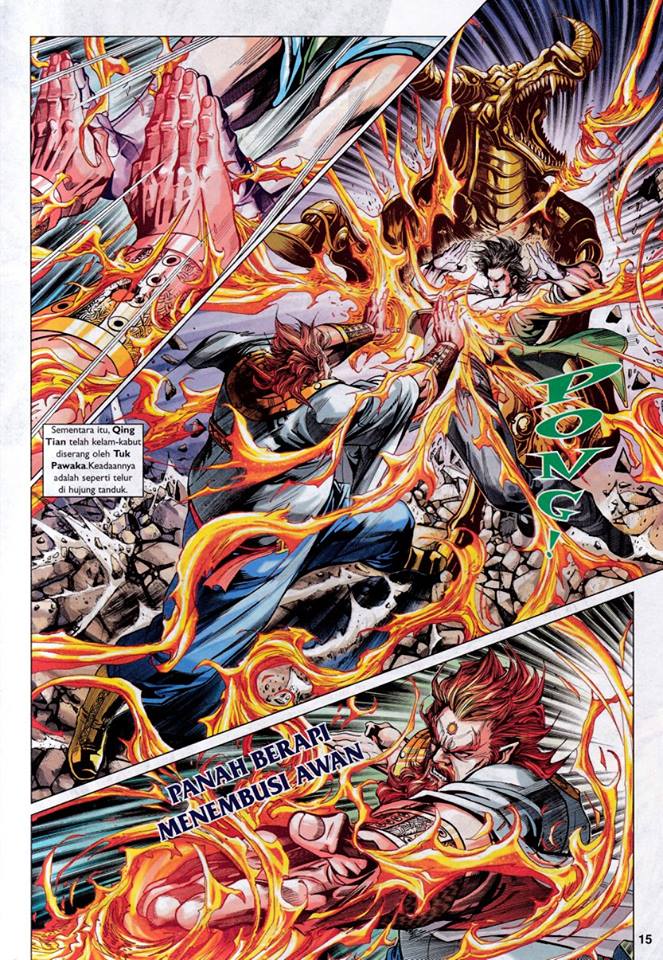 Sementara itu, Qing
Tian telah kelam-kabut
diserang oleh Tuk
Pawaka.Keadaannya
adalah seperti telur
di hujung tanduk.
PONG!
PANAH BERAPI
MENEMBUSI AWAN
15